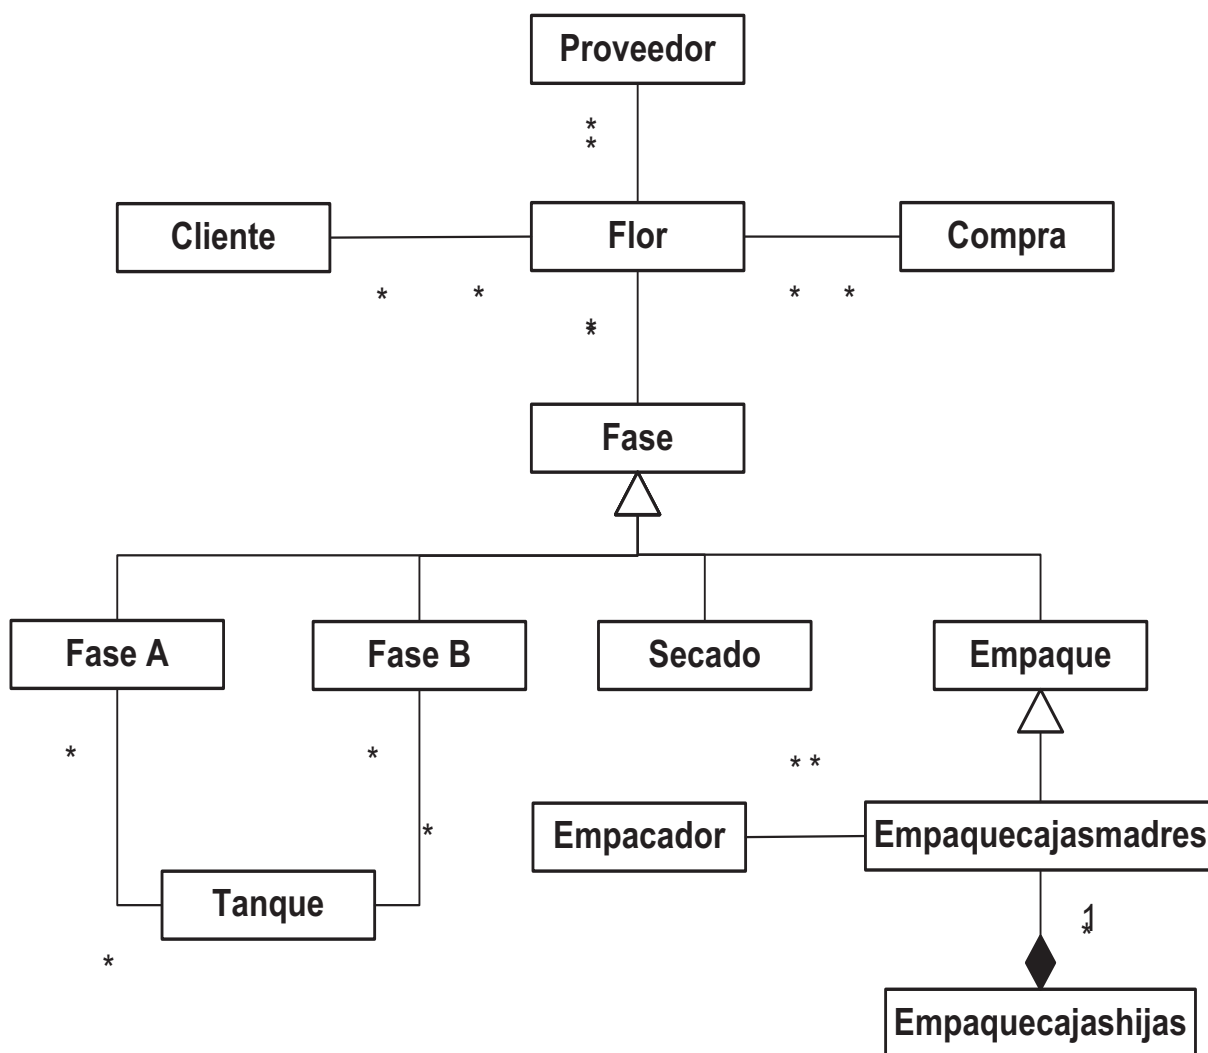 Proveedor
*
*
Cliente
Flor
Compra
* * * *
*
*
Fase
Fase A
Fase B
Secado
Empaque
* *
* *
Empacador
Empaquecajasmadres
*
Tanque
1
*
*
Empaquecajashijas